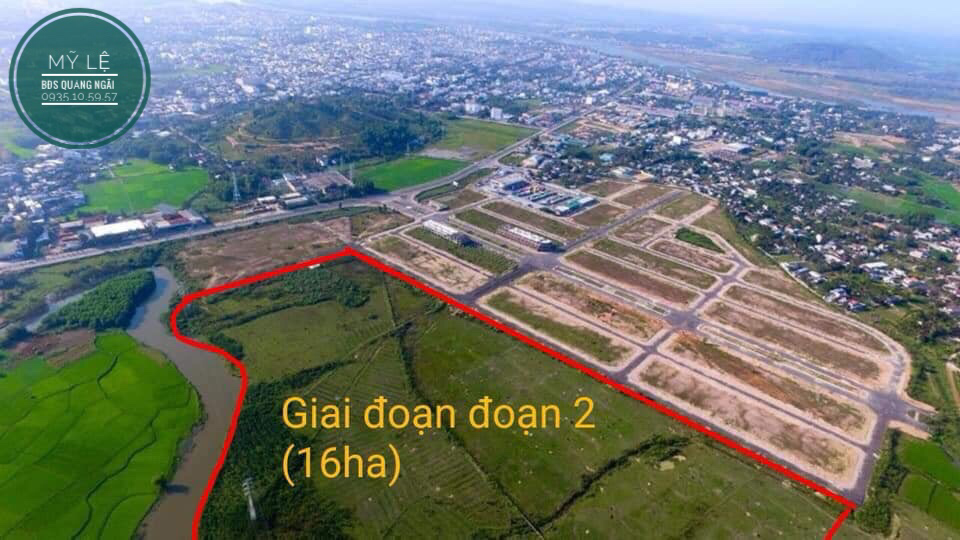 MỸ LỆ
BĐS QUẢNG NGÃI
0935.10.59.57
Giai đoạn đoạn 2
(16ha)